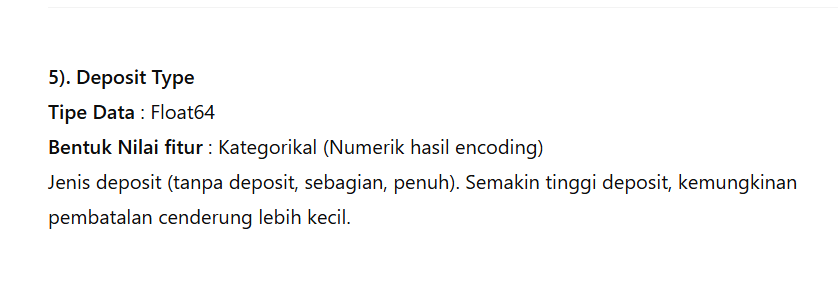 5). Deposit Type
Tipe Data : Float64
Bentuk Nilai fitur : Kategorikal (Numerik hasil encoding)
Jenis deposit (tanpa deposit, sebagian, penuh). Semakin tinggi deposit, kemungkinan
pembatalan cenderung lebih kecil.